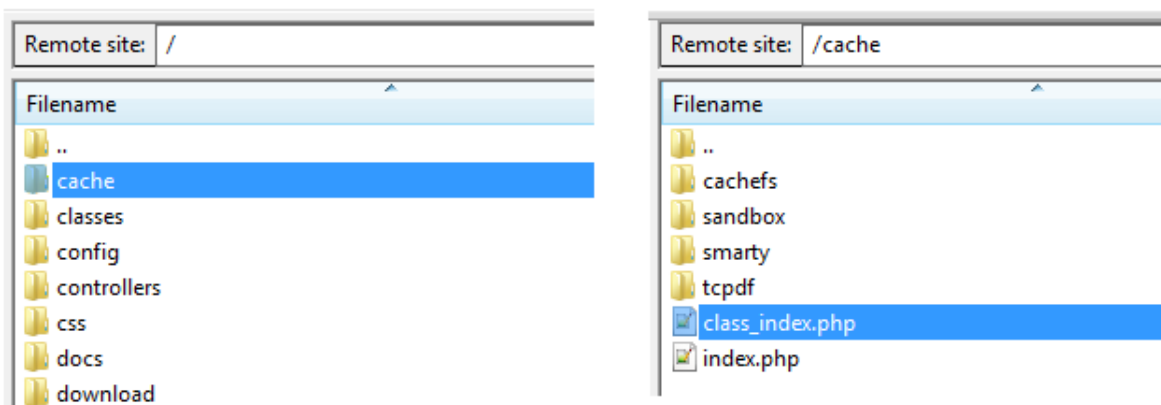 Remote site: /
Filename
..
cache
classes
config
controllers
css
docs
download
Remote site: /cache
Filename
..
cachefs
sandbox
smarty
tcpdf
class_index.php
index.php